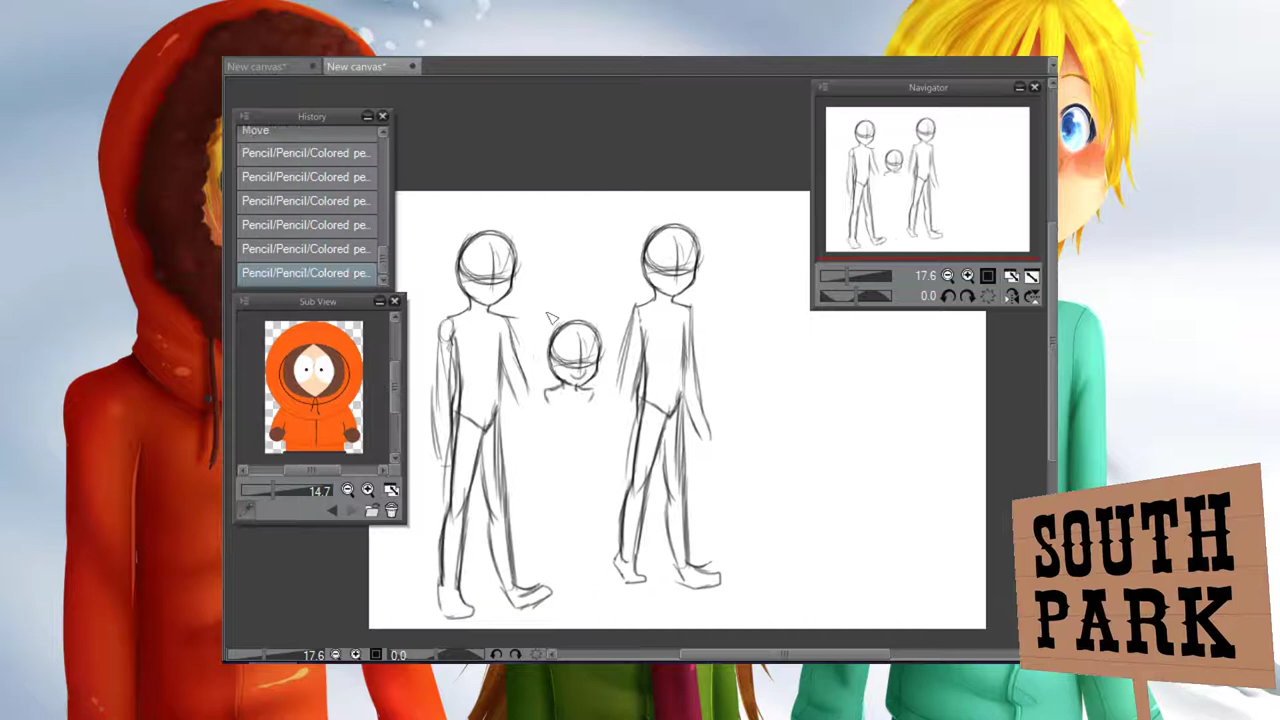 New canvas*
New canvas*
History
Move
Pencil/Pencil/Colored pe..
Pencil/Pencil/Colored pe..
Pencil/Pencil/Colored pe..
Pencil/Pencil/Colored pe..
Pencil/Pencil/Colored pe..
Pencil/Pencil/Colored pe..
Sub View
14.7
Navigator
17.6
0.0
17.6
0.0
SOUTH
PARK